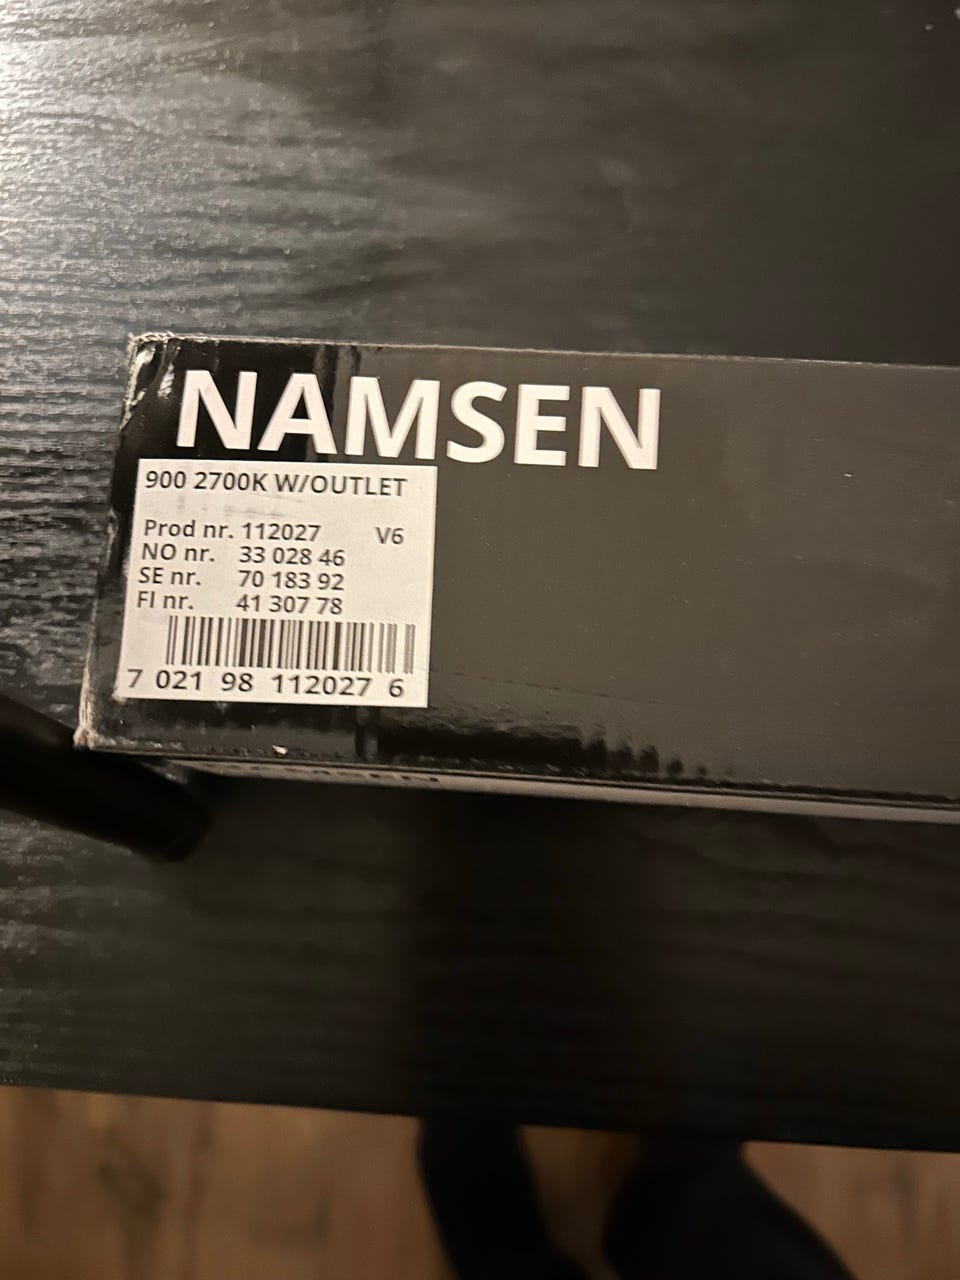 NAMSEN
900 2700K W/OUTLET
Prod nr. 112027 V6
NO nr. 33 028 46
SE nr. 70 183 92
FI nr. 41 307 78
7 021 98 112027 6